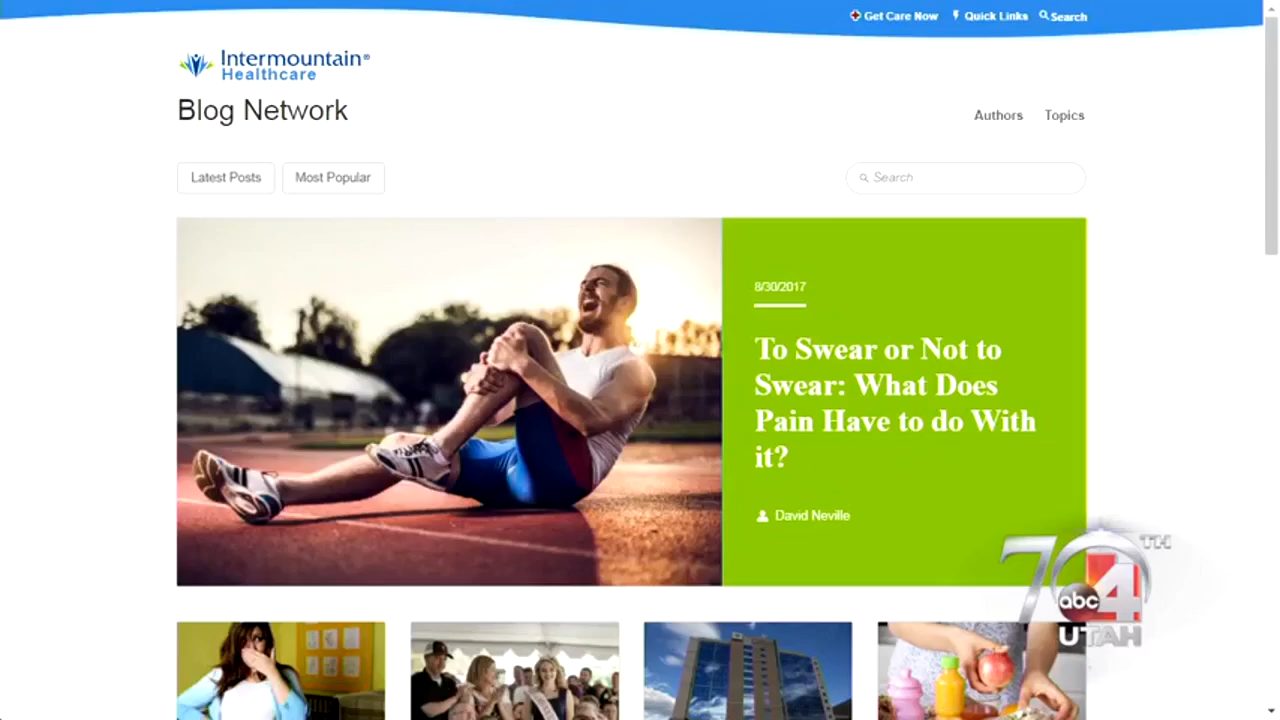 Get Care Now Quick Links Search
Intermountain®
Healthcare
Blog Network
Authors Topics
Latest Posts Most Popular Search
8/30/2017
To Swear or Not to
Swear: What Does
Pain Have to do With
it?
David Neville
70TH
abc 4
UTAH